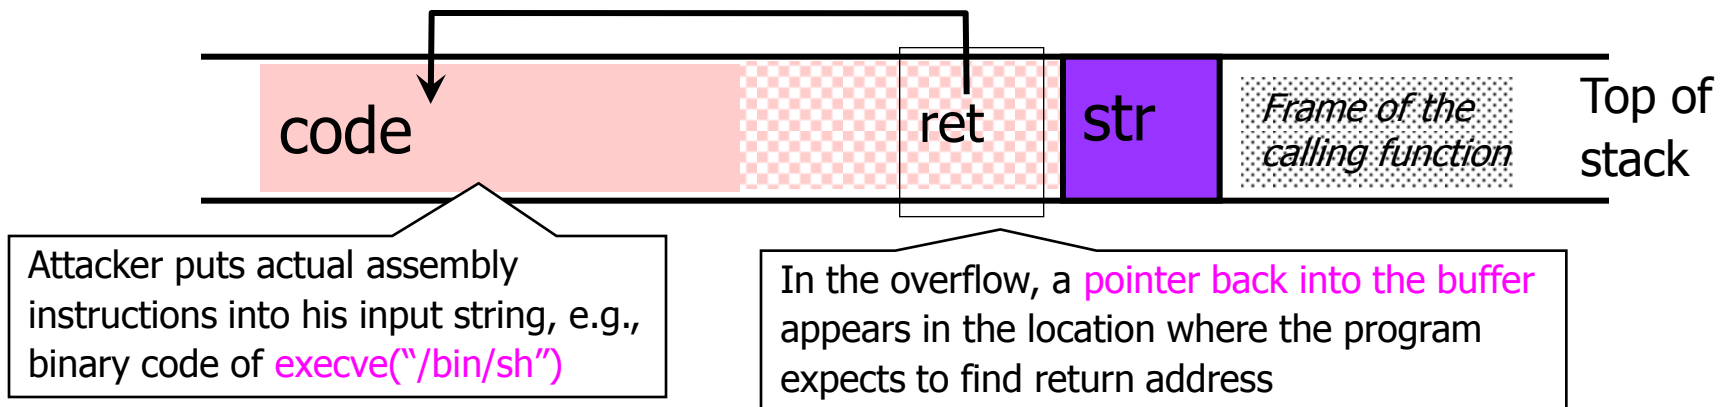 code
ret
str
Frame of the
calling function
Top of
stack
Attacker puts actual assembly
instructions into his input string, e.g.,
binary code of execve(“/bin/sh”)
In the overflow, a pointer back into the buffer
appears in the location where the program
expects to find return address